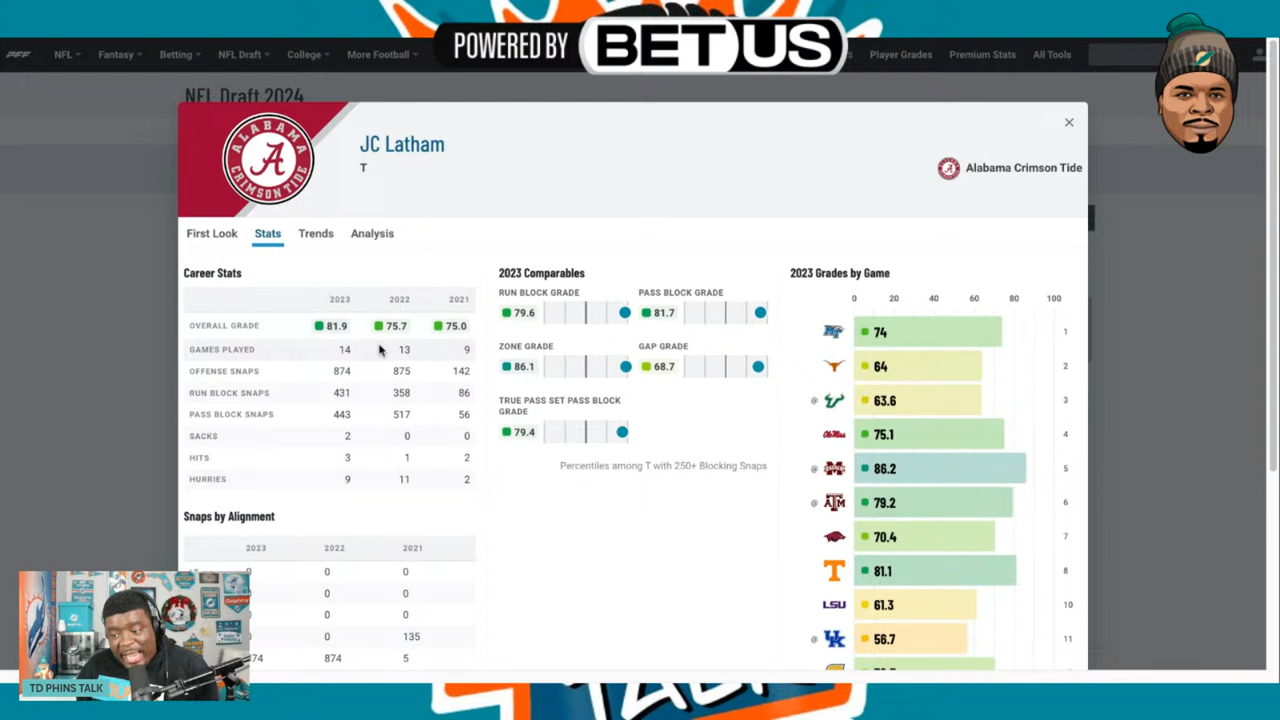 POWERED BY BETUS
PFF NFL Fantasy Betting NFL Draft College More Football Player Grades Premium Stats All Tools
NFL Draft 2024
ALABAMA A CRIMSON TIDE
JC Latham
T
Alabama Crimson Tide
First Look Stats Trends Analysis
Career Stats
2023 2022 2021
OVERALL GRADE 81.9 75.7 75.0
GAMES PLAYED 14 13 9
OFFENSE SNAPS 874 875 142
RUN BLOCK SNAPS 431 358 86
PASS BLOCK SNAPS 443 517 56
SACKS 2 0 0
HITS 3 1 2
HURRIES 9 11 2
Snaps by Alignment
2023 2022 2021
0 0
0 0
0 0
0 135
874 5
2023 Comparables
RUN BLOCK GRADE PASS BLOCK GRADE
79.6 81.7
ZONE GRADE GAP GRADE
86.1 68.7
TRUE PASS SET PASS BLOCK
GRADE
79.4
Percentiles among T with 250+ Blocking Snaps
2023 Grades by Game
0 20 40 60 80 100
74 1
64 2
@ 63.6 3
Ole Miss 75.1 4
@ M 86.2 5
@ ATM 79.2 6
70.4 7
T 81.1 8
LSU 61.3 10
@ UK 56.7 11
TD PHINS TALK
TALK